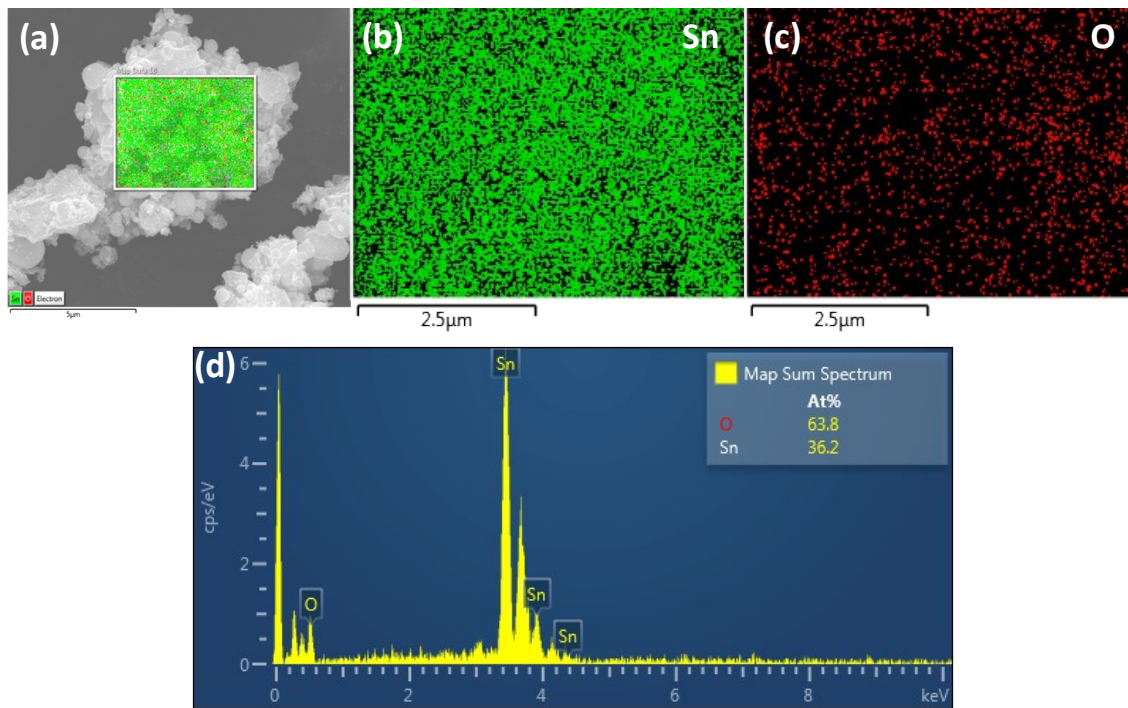 (a)
Map Data 18
Sn O Electron
5µm
(b)
Sn
2.5µm
(c)
O
2.5µm
(d)
6
4
2
0
cps/eV
Sn
O
Sn
Sn
Map Sum Spectrum
At%
O 63.8
Sn 36.2
0 2 4 6 8 keV